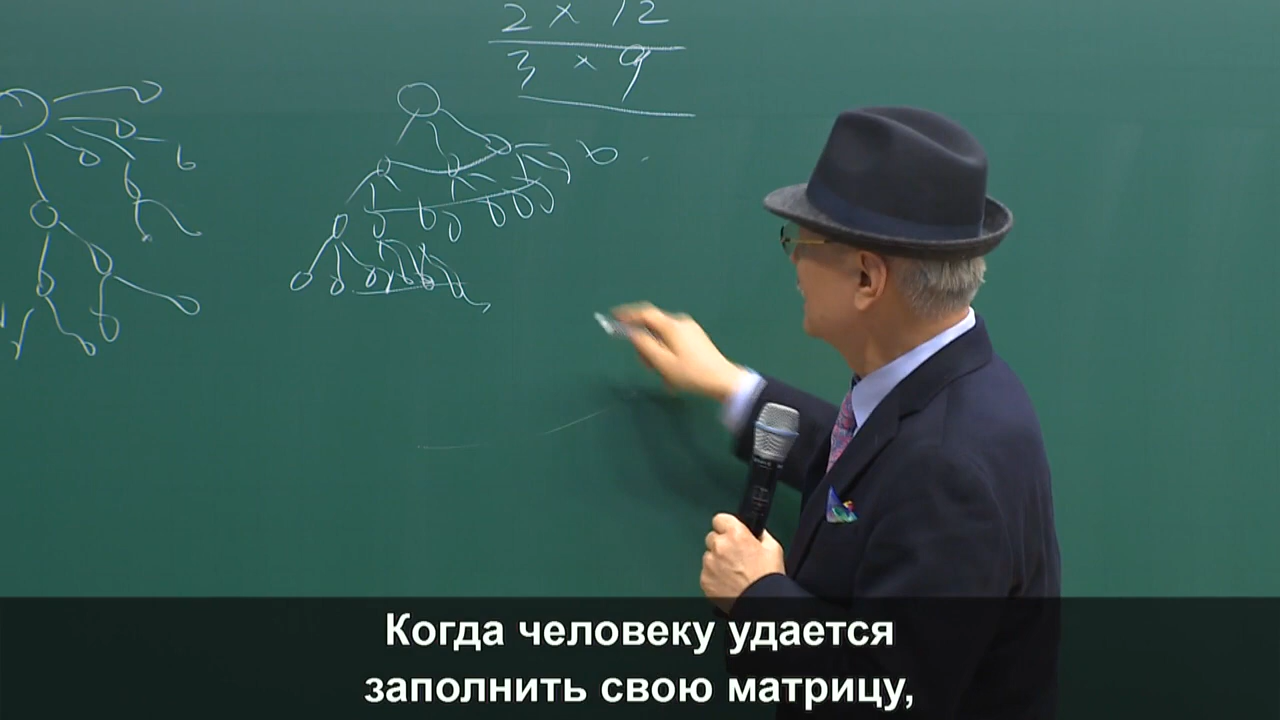 2 × 12
3 × 9
Когда человеку удается
заполнить свою матрицу,